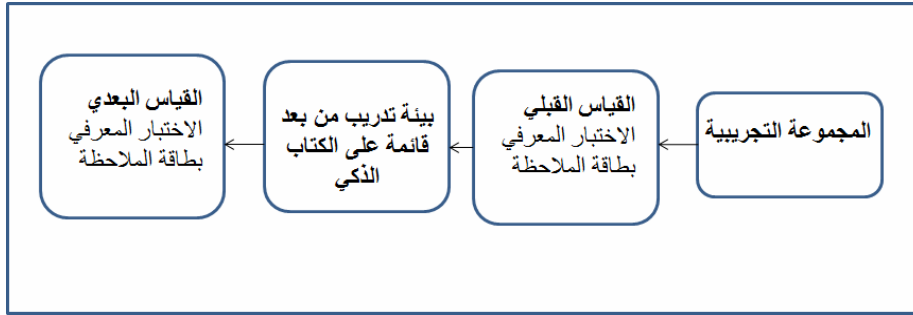 المجموعة التجريبية
القياس القبلي
الاختبار المعرفي
بطاقة الملاحظة
بيئة تدريب من بعد
قائمة على الكتاب
الذكي
القياس البعدي
الاختبار المعرفي
بطاقة الملاحظة